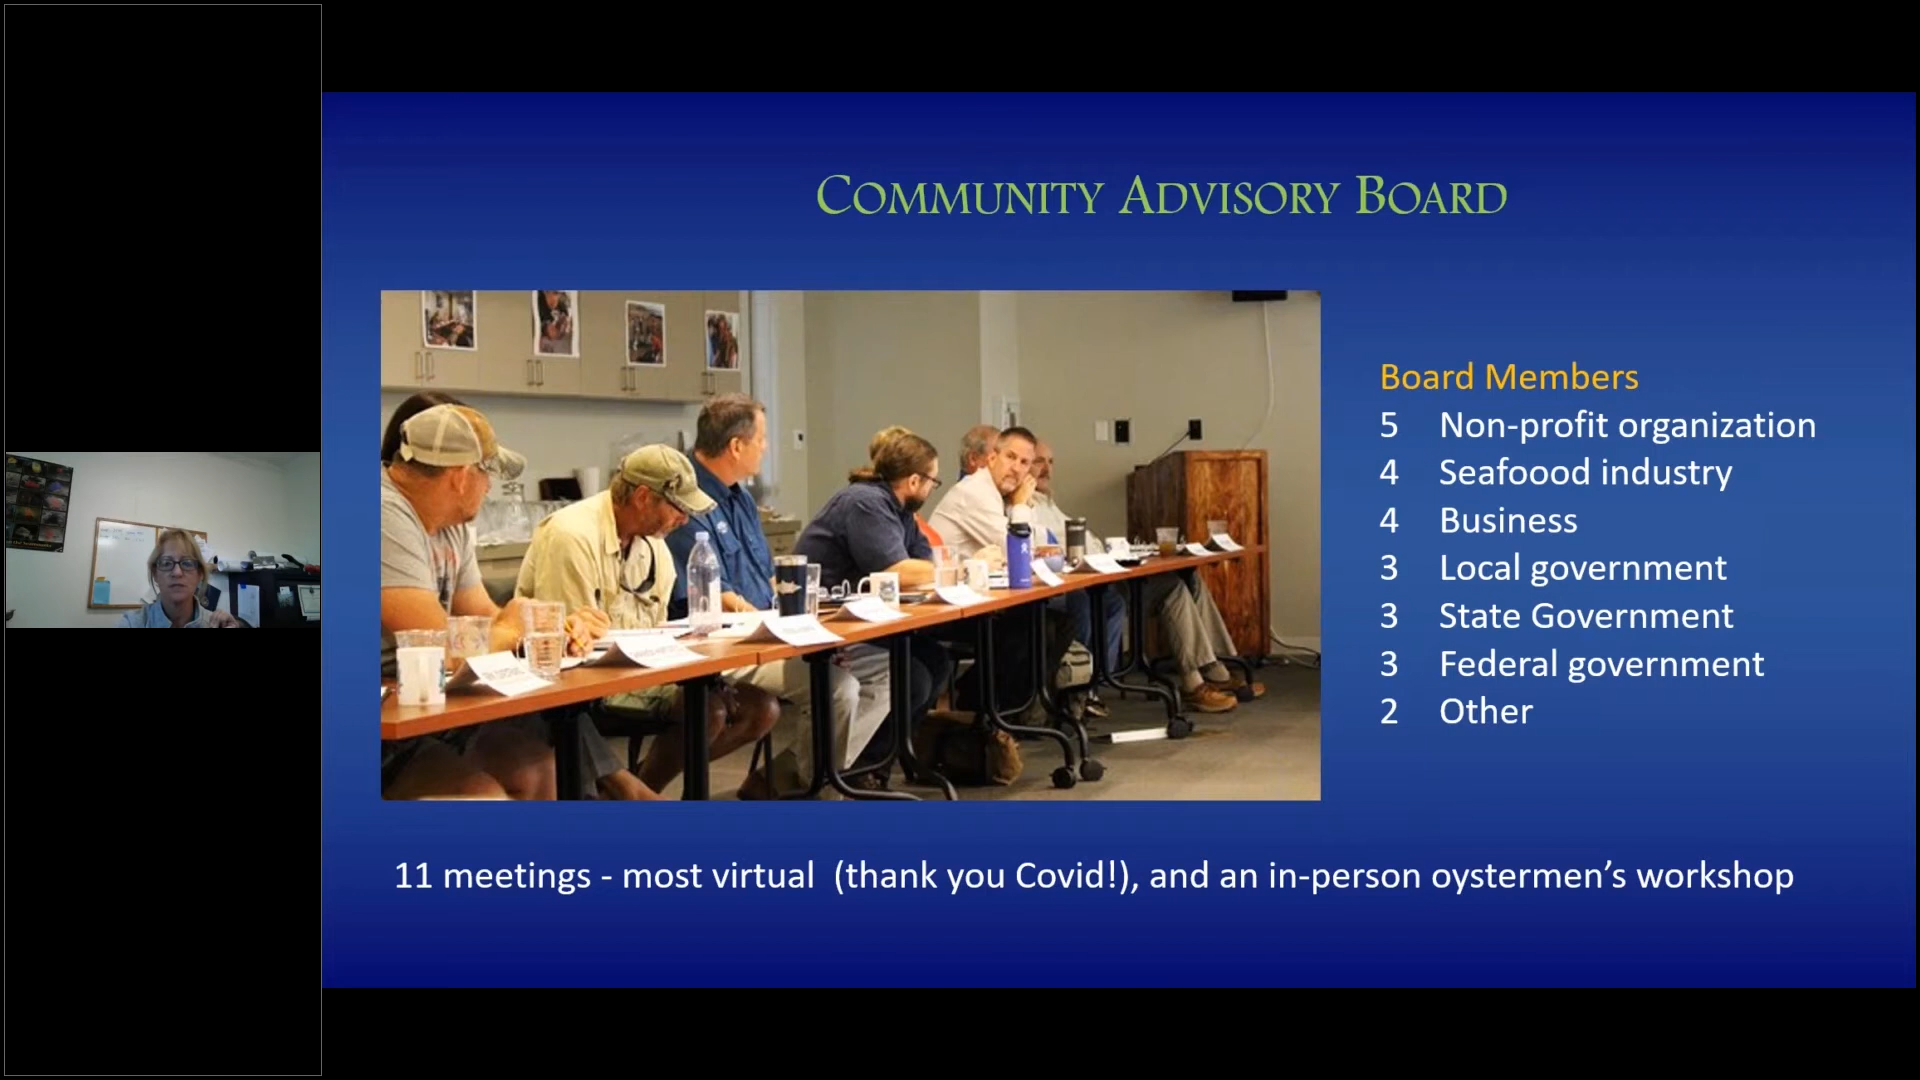 COMMUNITY ADVISORY BOARD
Board Members
5 Non-profit organization
4 Seafoood industry
4 Business
3 Local government
3 State Government
3 Federal government
2 Other
11 meetings - most virtual (thank you Covid!), and an in-person oystermen’s workshop